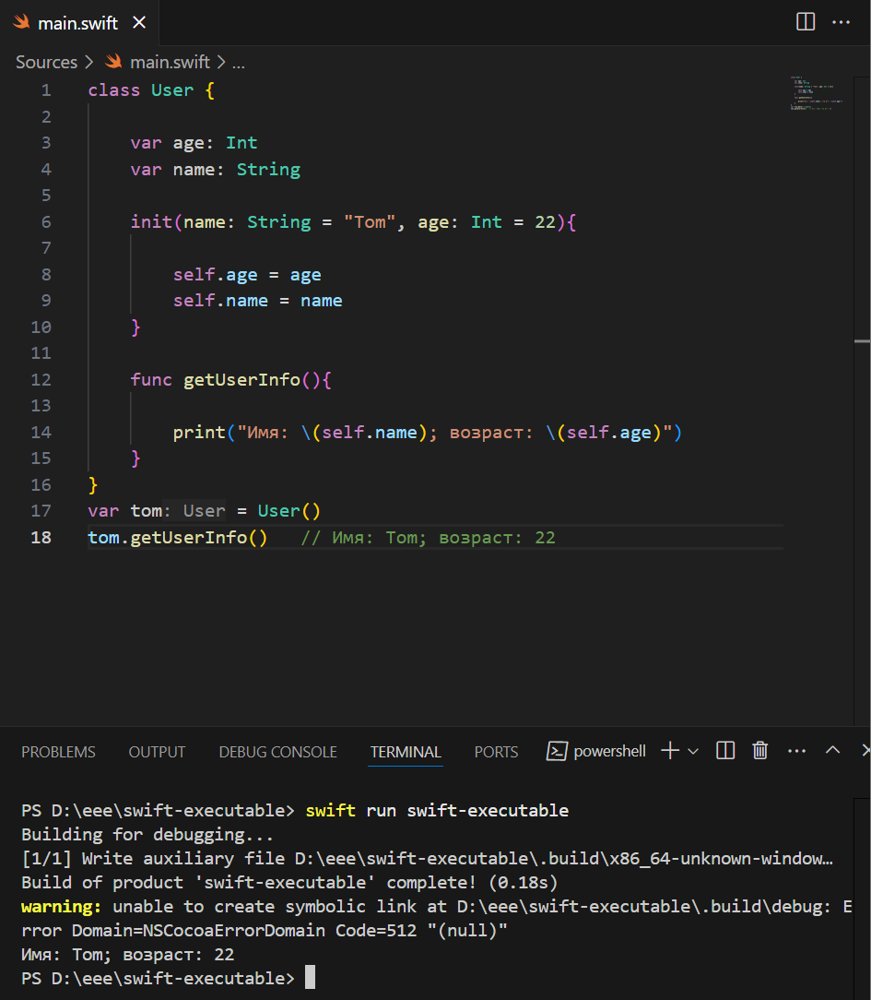 main.swift
Sources > main.swift > ...
1 class User {
2
3     var age: Int
4     var name: String
5
6     init(name: String = "Tom", age: Int = 22){
7
8         self.age = age
9         self.name = name
10     }
11
12     func getUserInfo(){
13
14         print("Имя: \(self.name); возраст: \(self.age)")
15     }
16 }
17 var tom: User = User()
18 tom.getUserInfo()   // Имя: Tom; возраст: 22
PROBLEMS OUTPUT DEBUG CONSOLE TERMINAL PORTS powershell
PS D:\eee\swift-executable> swift run swift-executable
Building for debugging...
[1/1] Write auxiliary file D:\eee\swift-executable\.build\x86_64-unknown-window…
Build of product 'swift-executable' complete! (0.18s)
warning: unable to create symbolic link at D:\eee\swift-executable\.build\debug: E
rror Domain=NSCocoaErrorDomain Code=512 "(null)"
Имя: Tom; возраст: 22
PS D:\eee\swift-executable>